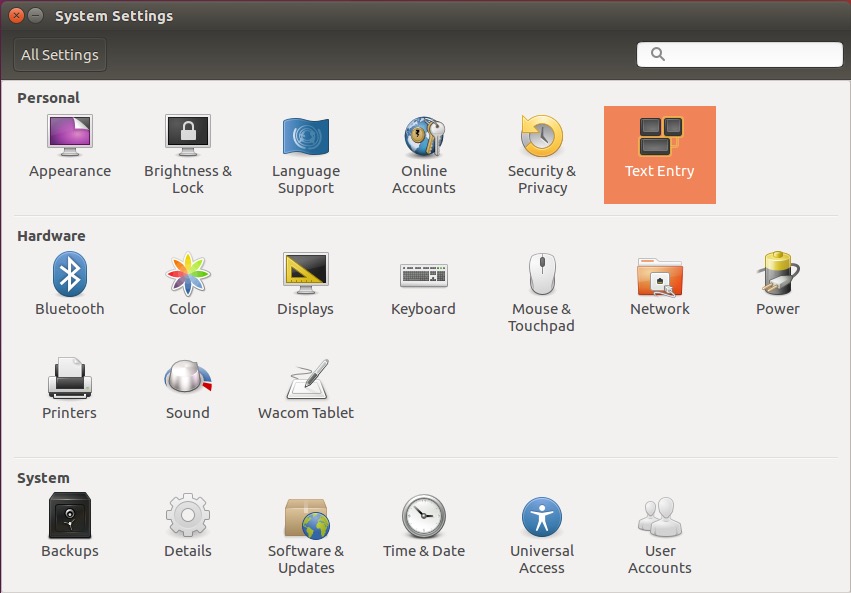 System Settings
All Settings
Personal
Appearance
Brightness &
Lock
Language
Support
Online
Accounts
Security &
Privacy
Text Entry
Hardware
Bluetooth
Color
Displays
Keyboard
Mouse &
Touchpad
Network
Power
Printers
Sound
Wacom Tablet
System
Backups
Details
Software &
Updates
Time & Date
Universal
Access
User
Accounts